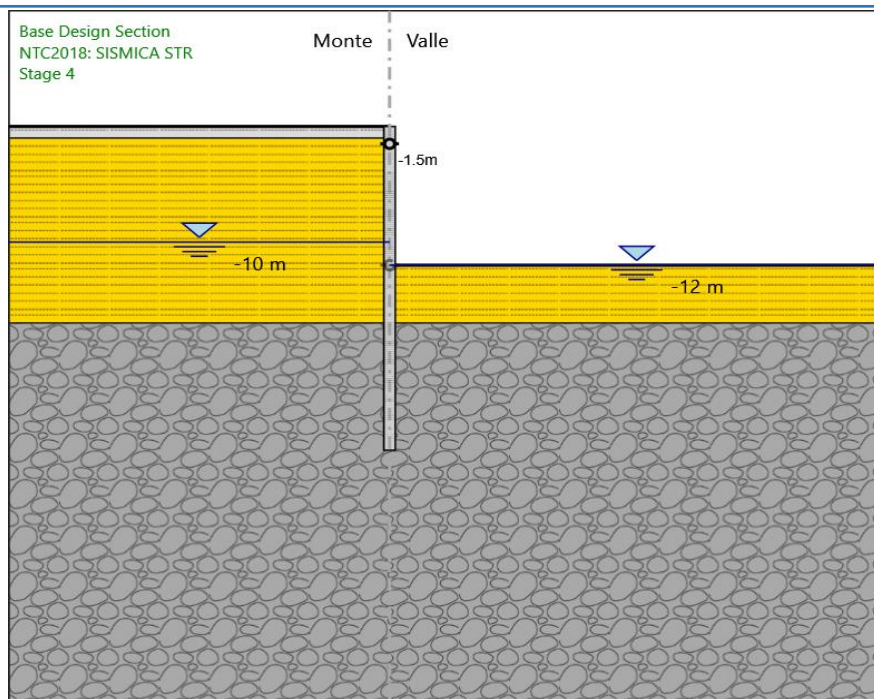 Base Design Section
NTC2018: SISMICA STR
Stage 4
Monte
Valle
-1.5m
-10 m
-12 m